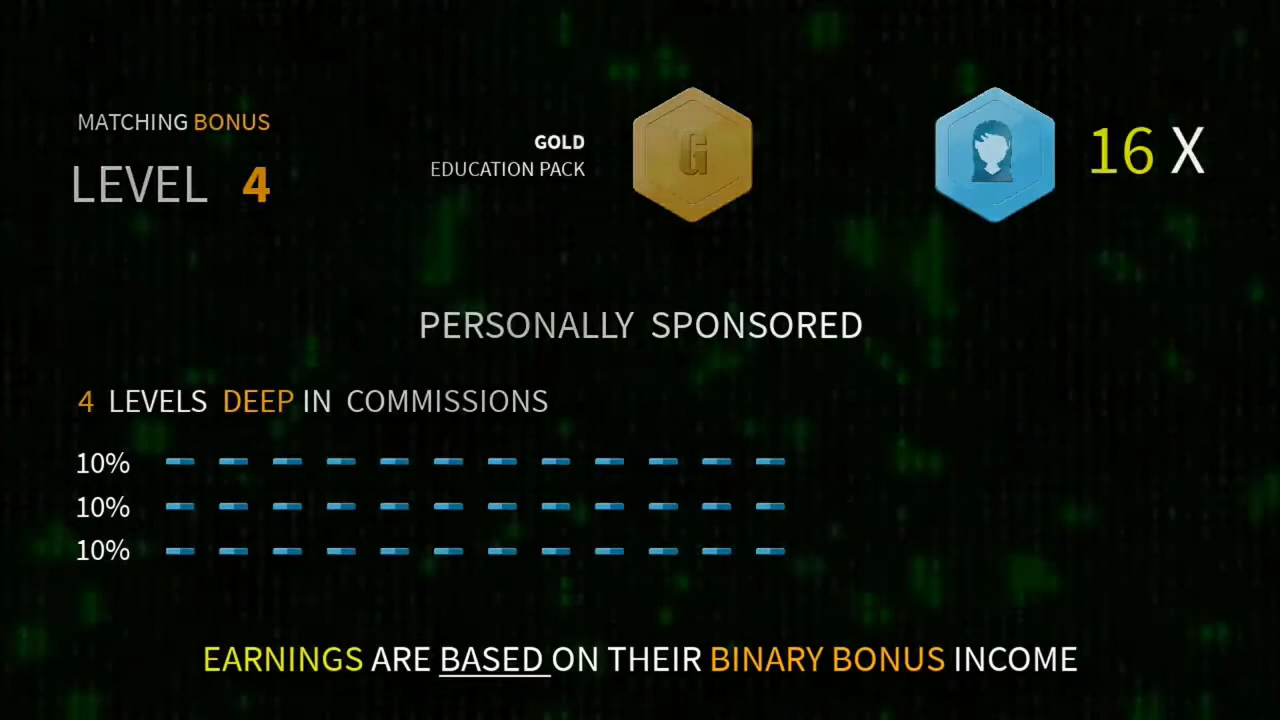 MATCHING BONUS
LEVEL 4
GOLD
EDUCATION PACK
G
16 X
PERSONALLY SPONSORED
4 LEVELS DEEP IN COMMISSIONS
10%
10%
10%
EARNINGS ARE BASED ON THEIR BINARY BONUS INCOME